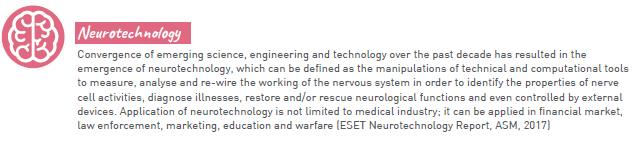 Neurotechnology
Convergence of emerging science, engineering and technology over the past decade has resulted in the
emergence of neurotechnology, which can be defined as the manipulations of technical and computational tools
to measure, analyse and re-wire the working of the nervous system in order to identify the properties of nerve
cell activities, diagnose illnesses, restore and/or rescue neurological functions and even controlled by external
devices. Application of neurotechnology is not limited to medical industry; it can be applied in financial market,
law enforcement, marketing, education and warfare (ESET Neurotechnology Report, ASM, 2017)